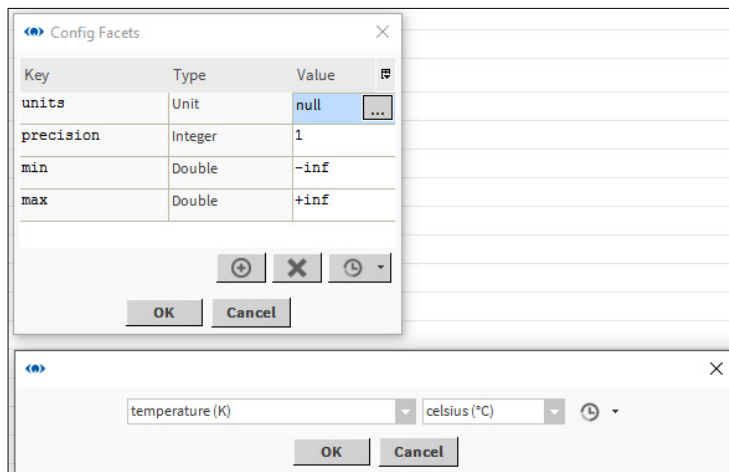 Config Facets
Key Type Value
units Unit null ...
precision Integer 1
min Double -inf
max Double +inf
OK Cancel
temperature (K) celsius (°C)
OK Cancel